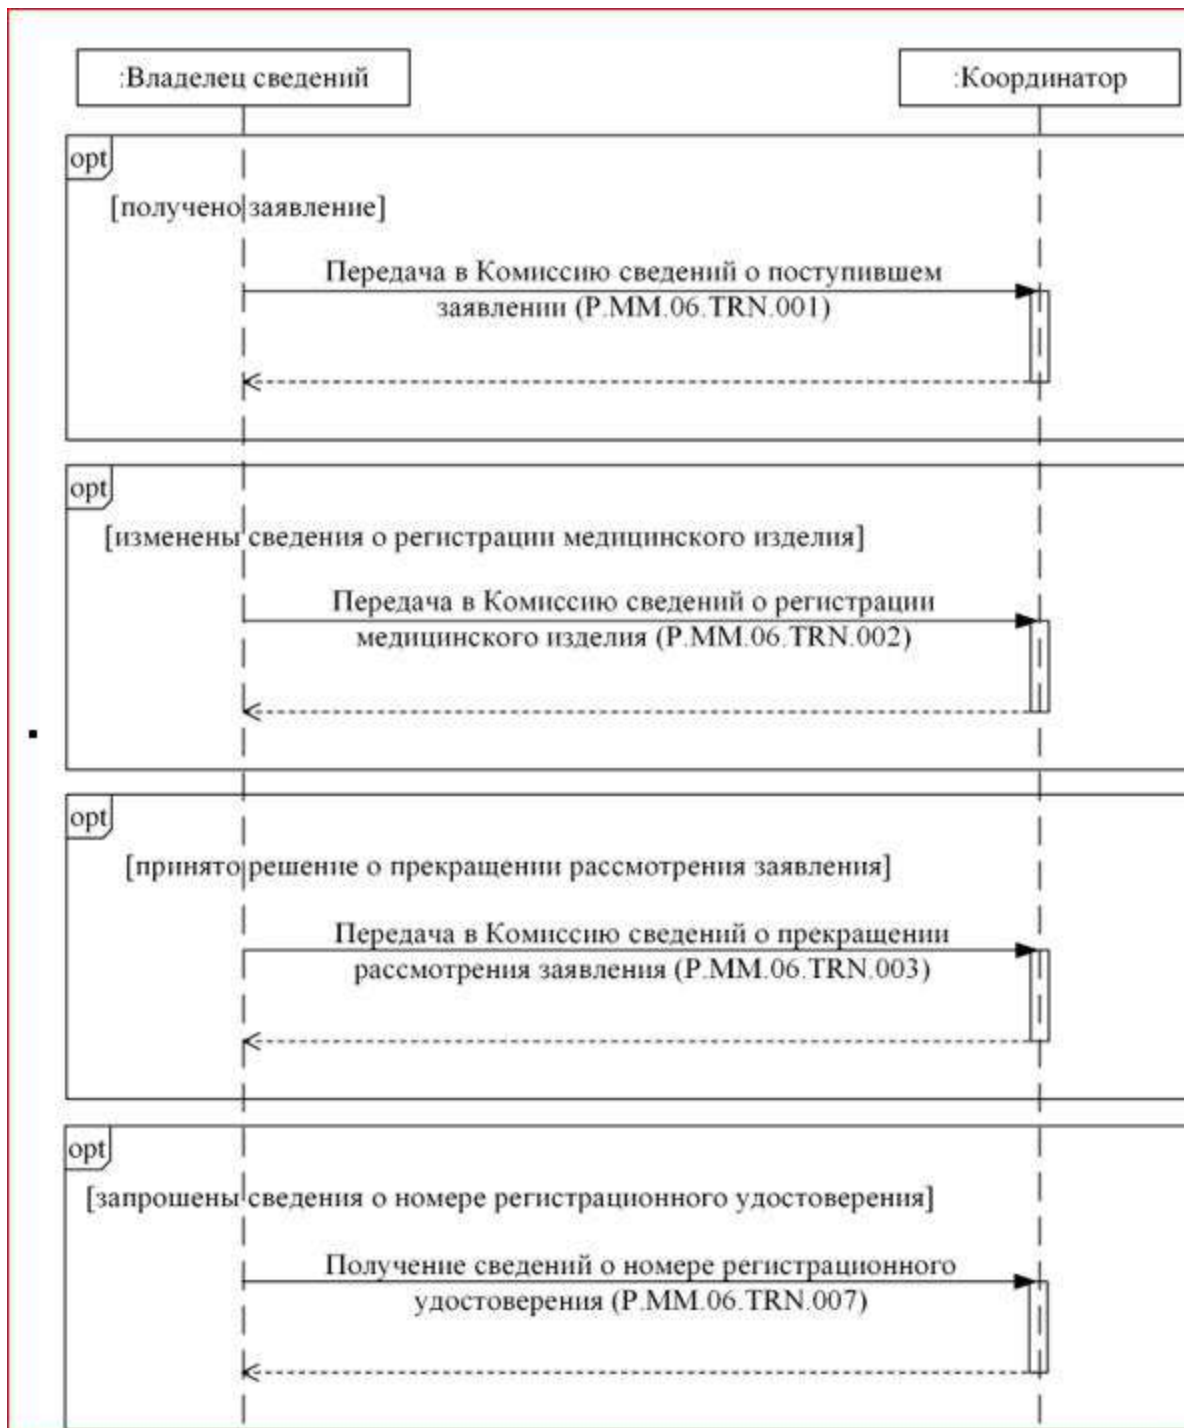 :Владелец сведений
:Координатор
opt
[получено заявление]
Передача в Комиссию сведений о поступившем
заявлении (P.MM.06.TRN.001)
opt
[изменены сведения о регистрации медицинского изделия]
Передача в Комиссию сведений о регистрации
медицинского изделия (P.MM.06.TRN.002)
opt
[принято решение о прекращении рассмотрения заявления]
Передача в Комиссию сведений о прекращении
рассмотрения заявления (P.MM.06.TRN.003)
opt
[запрошены сведения о номере регистрационного удостоверения]
Получение сведений о номере регистрационного
удостоверения (P.MM.06.TRN.007)